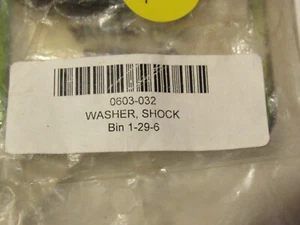 0603-032
WASHER, SHOCK
Bin 1-29-6